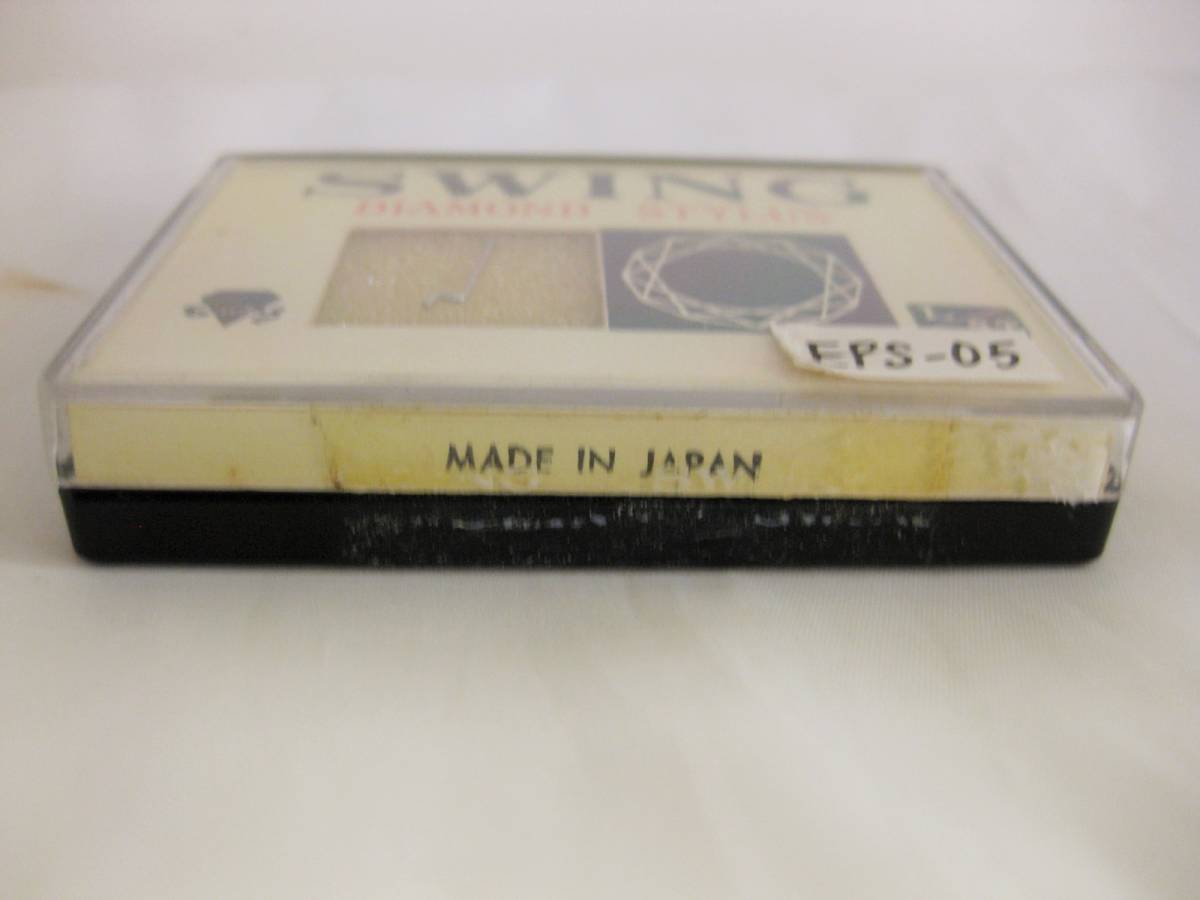 SWING
DIAMOND STYLUS
EPS-05
MADE IN JAPAN